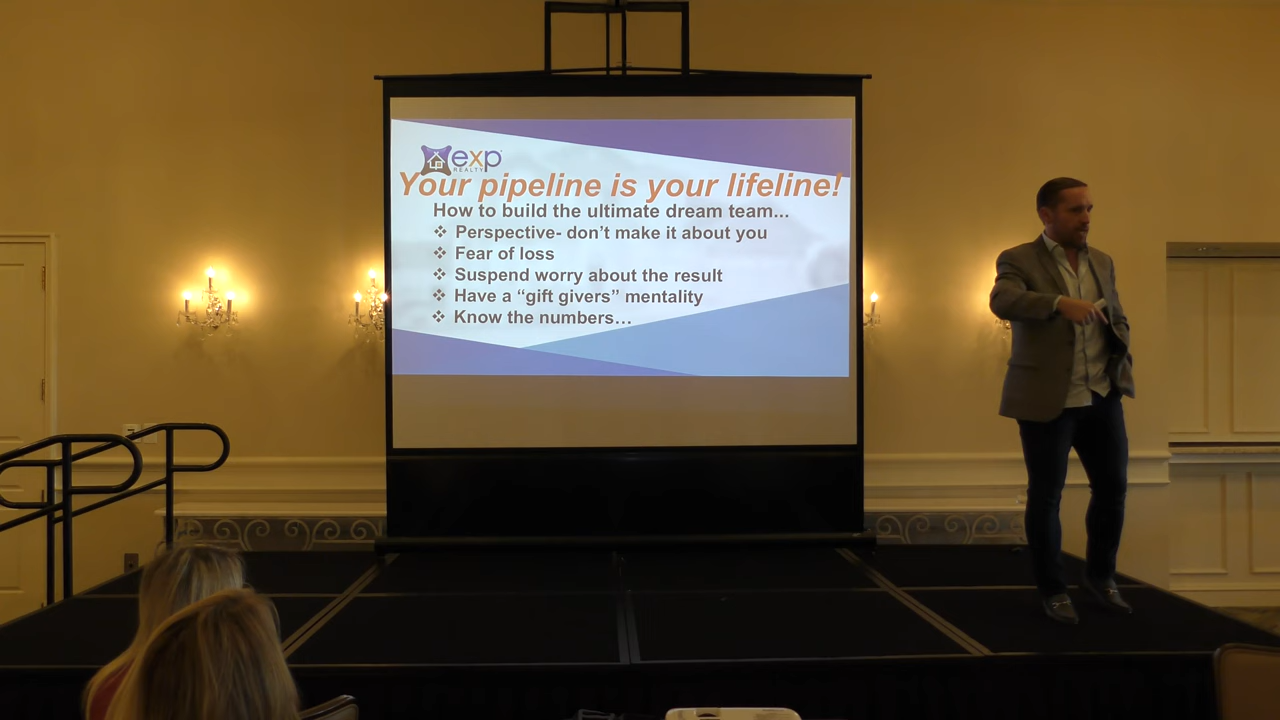 exp
REALTY
Your pipeline is your lifeline!
How to build the ultimate dream team...
❖ Perspective- don't make it about you
❖ Fear of loss
❖ Suspend worry about the result
❖ Have a “gift givers” mentality
❖ Know the numbers…